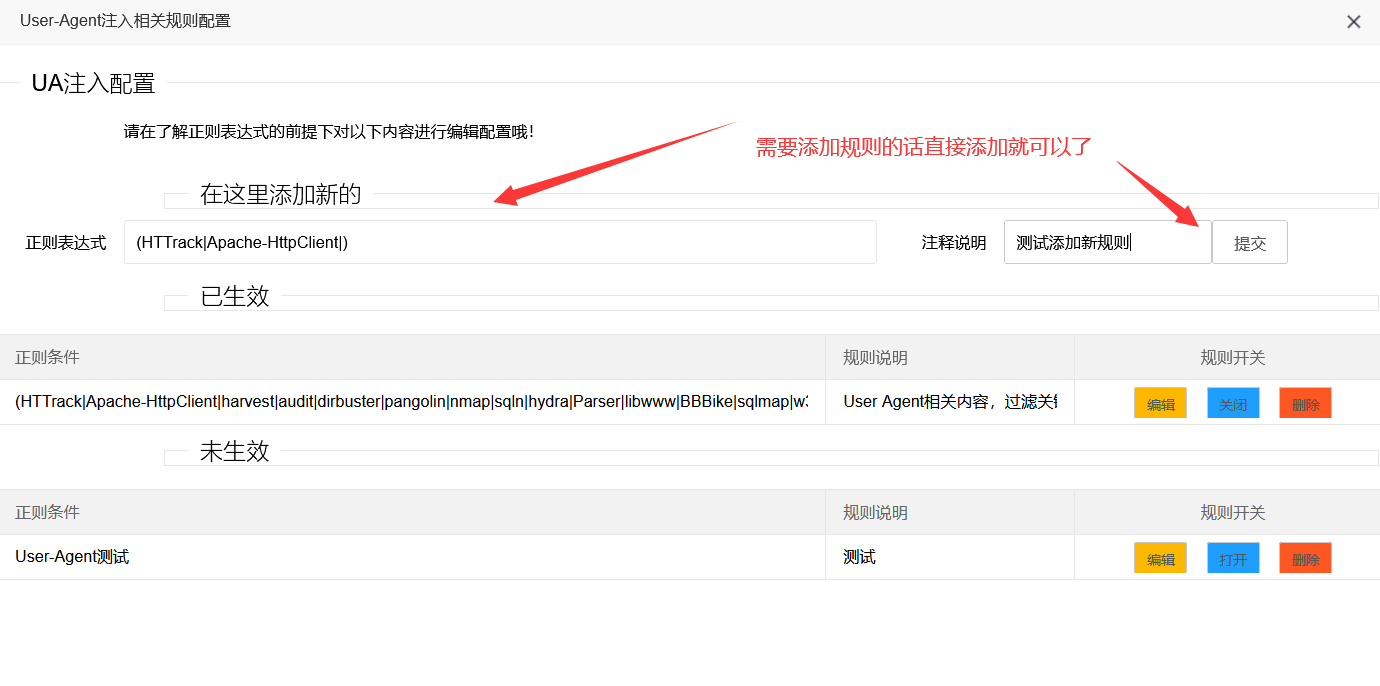 User-Agent注入相关规则配置
UA注入配置
请在了解正则表达式的前提下对以下内容进行编辑配置哦！
需要添加规则的话直接添加就可以了
在这里添加新的
正则表达式 (HTTrack|Apache-HttpClient|) 注释说明 测试添加新规则 提交
已生效
正则条件 规则说明 规则开关
(HTTrack|Apache-HttpClient|harvest|audit|dirbuster|pangolin|nmap|sqln|hydra|Parser|libwww|BBBike|sqlmap|w3 User Agent相关内容，过滤关 编辑 关闭 删除
未生效
正则条件 规则说明 规则开关
User-Agent测试 测试 编辑 打开 删除